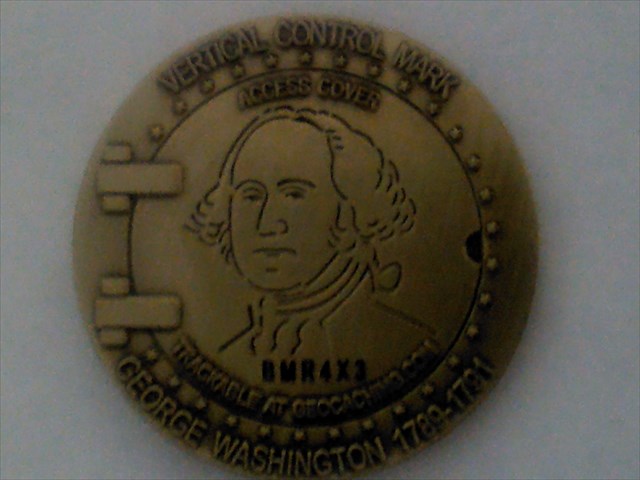 VERTICAL CONTROL MARK
ACCESS COVER
BMR4X3
TRACKABLE AT GEOCACHING.COM
GEORGE WASHINGTON 1789-1791